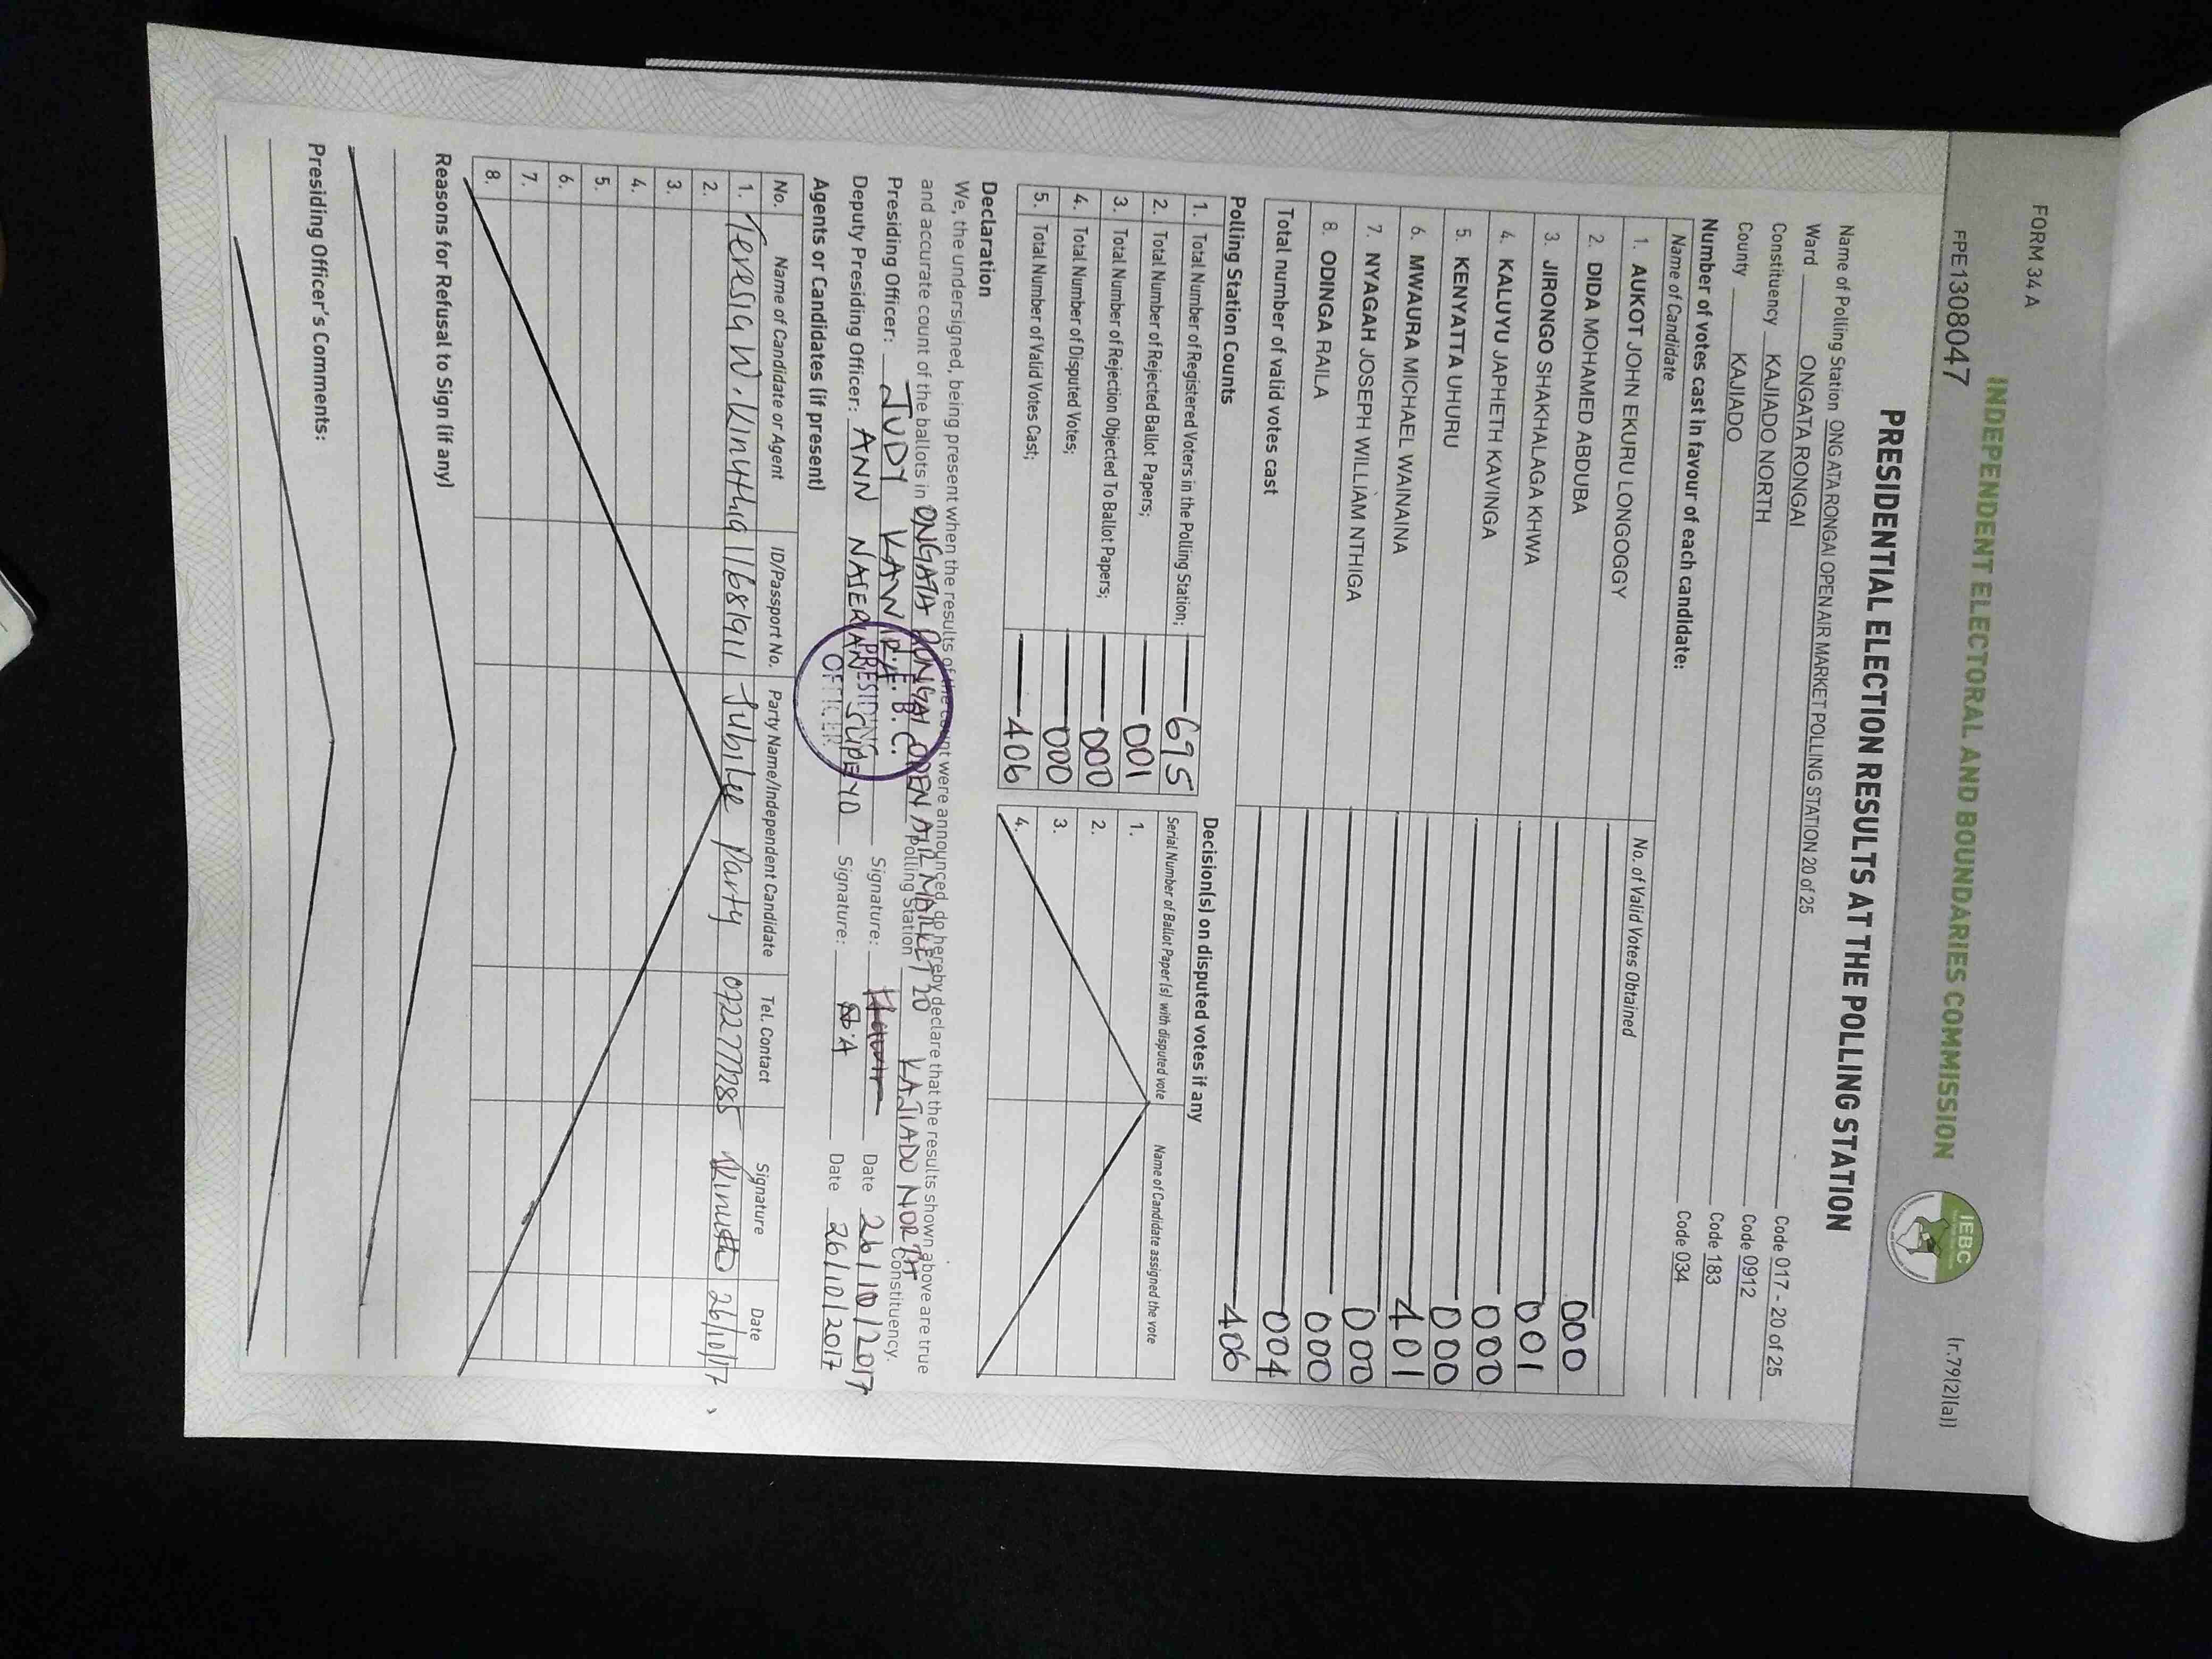 FORM 34 A
(r.79(2)(a))
FPE1308047
INDEPENDENT ELECTORAL AND BOUNDARIES COMMISSION
IEBC
PRESIDENTIAL ELECTION RESULTS AT THE POLLING STATION
Name of Polling Station ONGATA RONGAI OPEN AIR MARKET POLLING STATION 20 of 25 Code 017 - 20 of 25
Ward ONGATA RONGAI Code 0912
Constituency KAJIADO NORTH Code 183
County KAJIADO Code 034
Number of votes cast in favour of each candidate:
Name of Candidate No. of Valid Votes Obtained
1. AUKOT JOHN EKURU LONGOGGY 000
2. DIDA MOHAMED ABDUBA 001
3. JIRONGO SHAKHALAGA KHWA 000
4. KALUYU JAPHETH KAVINGA 000
5. KENYATTA UHURU 401
6. MWAURA MICHAEL WAINAINA 000
7. NYAGAH JOSEPH WILLIAM NTHIGA 000
8. ODINGA RAILA 004
Total number of valid votes cast 406
Polling Station Counts
1. Total Number of Registered Voters in the Polling Station; 695
2. Total Number of Rejected Ballot Papers; 001
3. Total Number of Rejection Objected To Ballot Papers; 000
4. Total Number of Disputed Votes; 000
5. Total Number of Valid Votes Cast; 406
Decision(s) on disputed votes if any
Serial Number of Ballot Paper(s) with disputed vote Name of Candidate assigned the vote
1.
2.
3.
4.
Declaration
We, the undersigned, being present when the results of the count were announced, do hereby declare that the results shown above are true
and accurate count of the ballots in ONGATA RONGAI OPEN AIR MARKET 20 Polling Station KAJIADO NORTH Constituency.
Presiding Officer: JUDY KAWIRA Signature: Date 26/10/2017
Deputy Presiding Officer: ANN NAISERIAN Signature: N.A Date 26/10/2017
I.E.B.C.
PRESIDING
OFFICER
Agents or Candidates (if present)
No. Name of Candidate or Agent ID/Passport No. Party Name/Independent Candidate Tel. Contact Signature Date
1. Teresia W. Kinuthia 11681911 Jubilee Party 0722777285 26/10/17
2.
3.
4.
5.
6.
7.
8.
Reasons for Refusal to Sign (if any)
Presiding Officer's Comments: